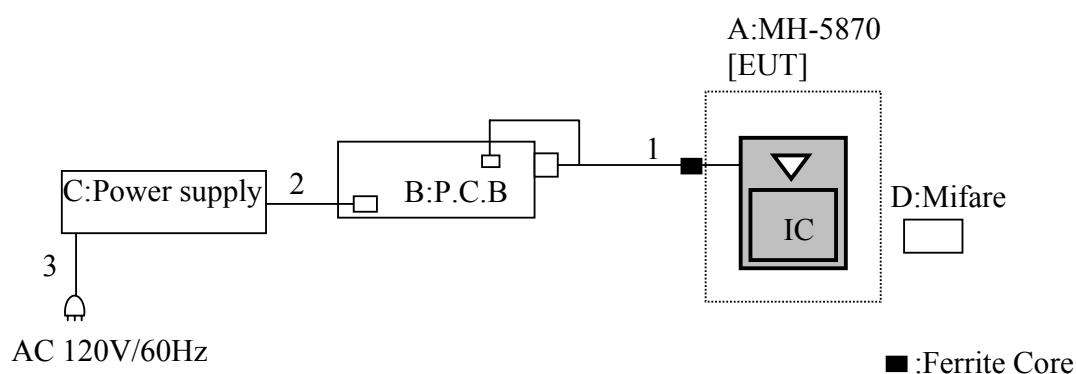 A:MH-5870
[EUT]
1
C:Power supply
2
B:P.C.B
D:Mifare
IC
3
AC 120V/60Hz
:Ferrite Core